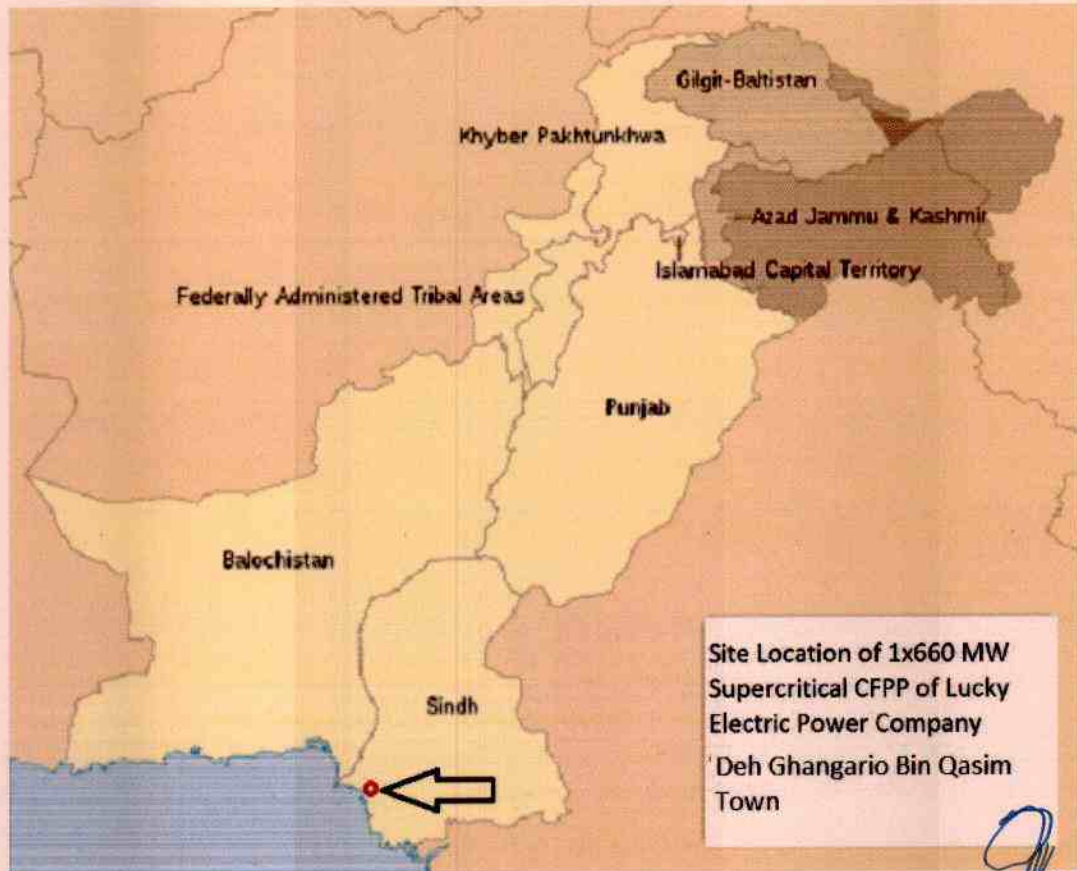 Gilgit-Baltistan
Khyber Pakhtunkhwa
Azad Jammu & Kashmir
Islamabad Capital Territory
Federally Administered Tribal Areas
Punjab
Balochistan
Sindh
Site Location of 1x660 MW
Supercritical CFPP of Lucky
Electric Power Company
Deh Ghangario Bin Qasim
Town